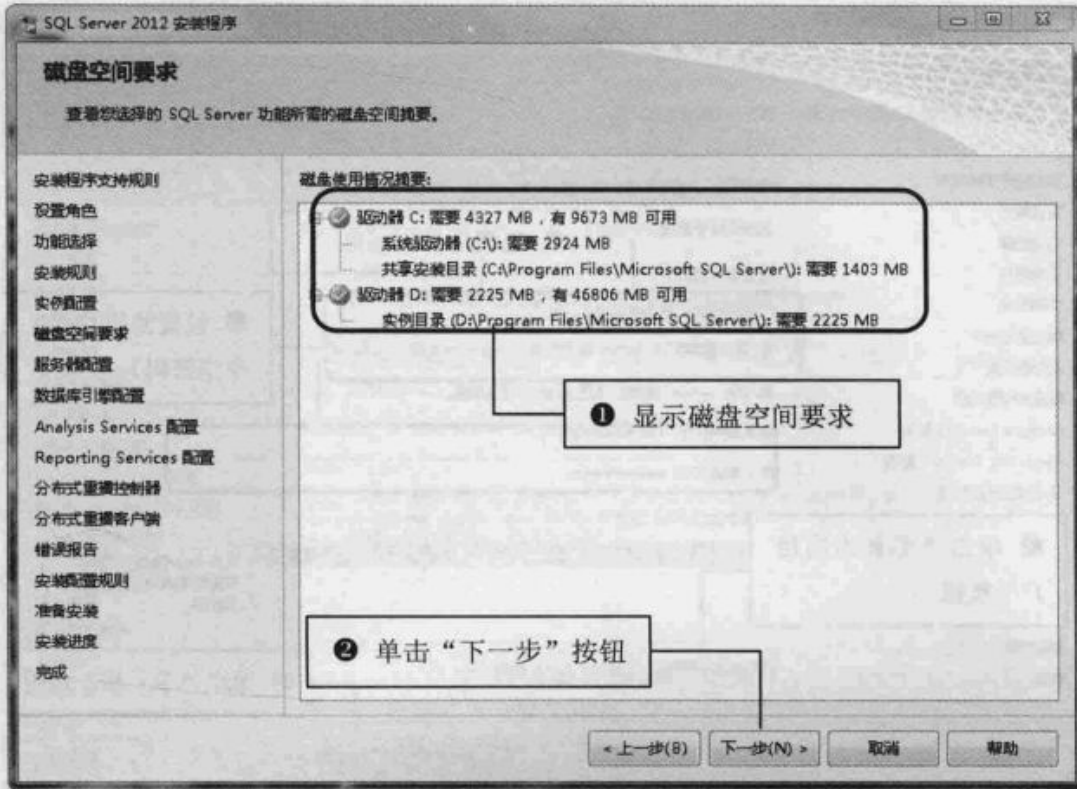 SQL Server 2012 安装程序
磁盘空间要求
查看您选择的 SQL Server 功能所需的磁盘空间摘要。
安装程序支持规则
设置角色
功能选择
安装规则
实例配置
磁盘空间要求
服务器配置
数据库引擎配置
Analysis Services 配置
Reporting Services 配置
分布式重播控制器
分布式重播客户端
错误报告
安装配置规则
准备安装
安装进度
完成
磁盘使用情况摘要:
驱动器 C: 需要 4327 MB , 有 9673 MB 可用
系统驱动器 (C:\): 需要 2924 MB
共享安装目录 (C:\Program Files\Microsoft SQL Server\): 需要 1403 MB
驱动器 D: 需要 2225 MB , 有 46806 MB 可用
实例目录 (D:\Program Files\Microsoft SQL Server\): 需要 2225 MB
❶ 显示磁盘空间要求
❷ 单击“下一步”按钮
< 上一步(B) 下一步(N) > 取消 帮助